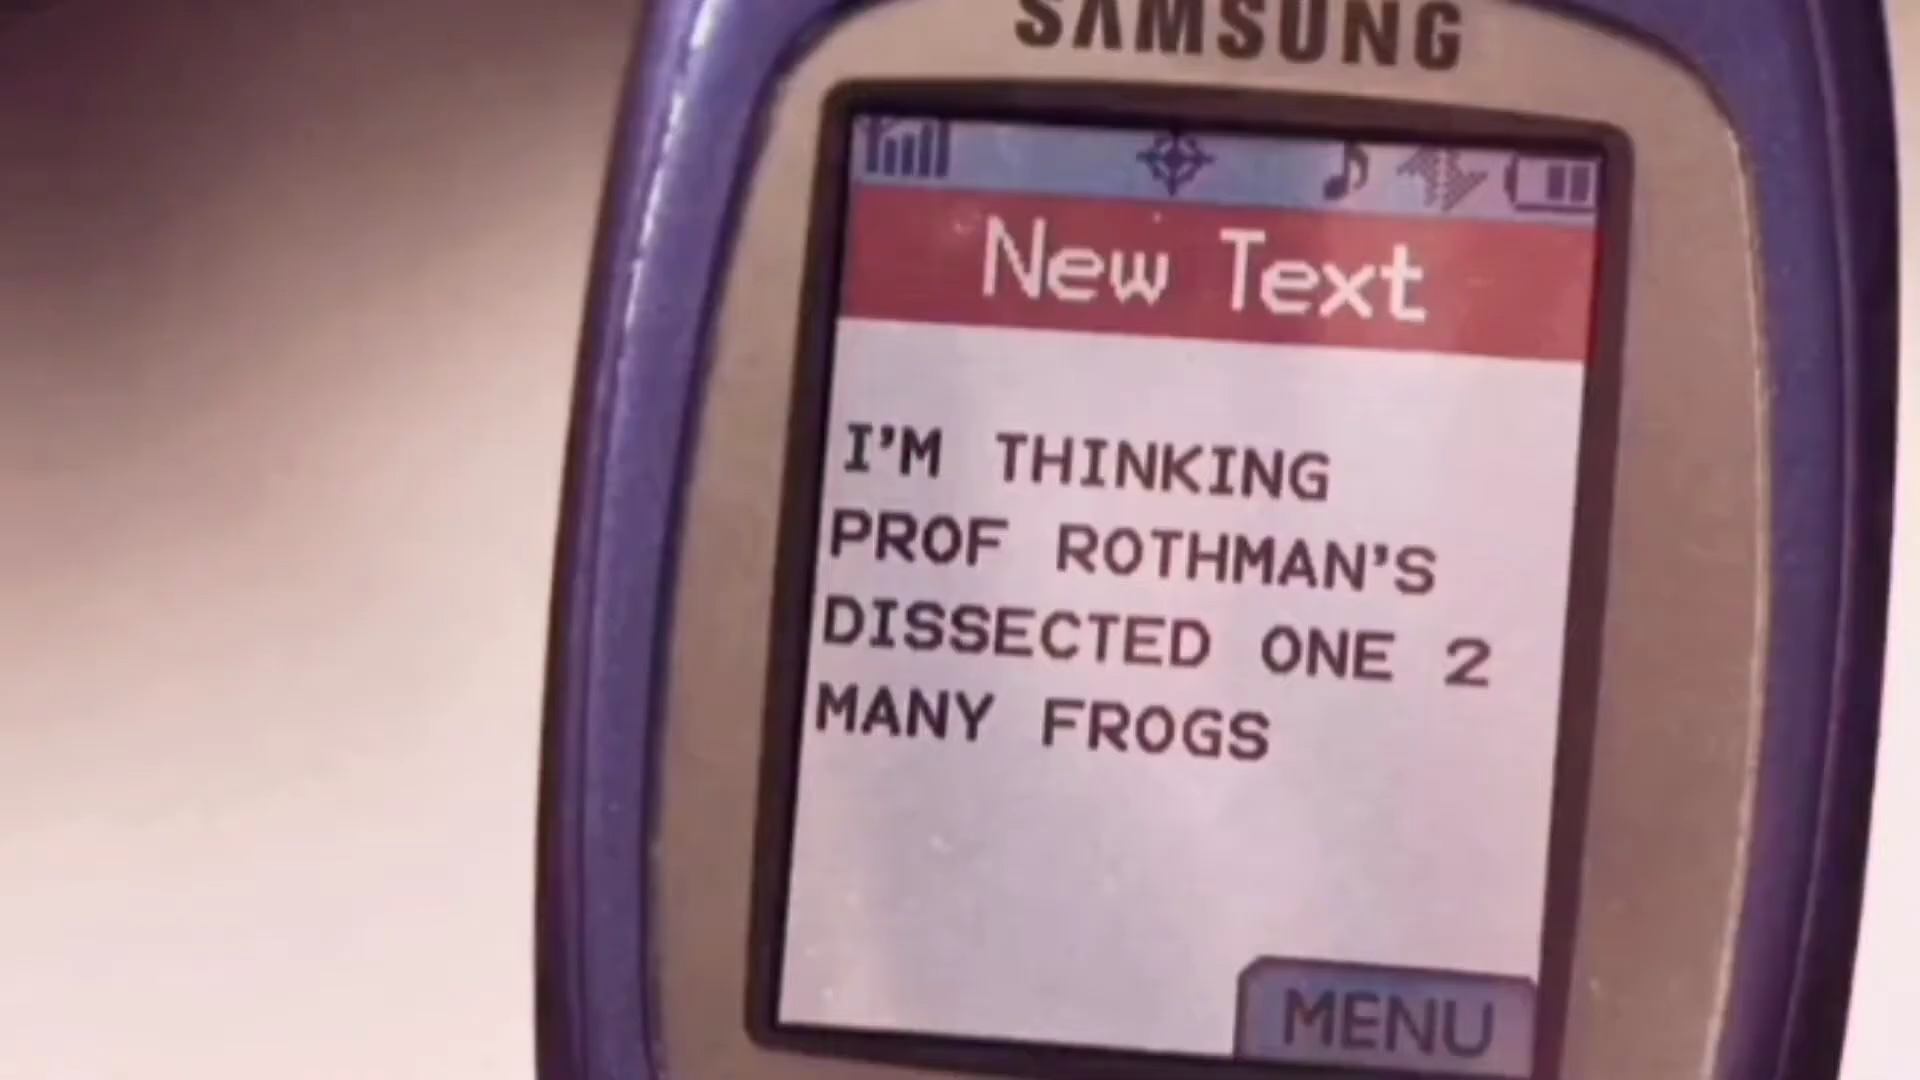 SAMSUNG
New Text
I'M THINKING
PROF ROTHMAN'S
DISSECTED ONE 2
MANY FROGS
MENU